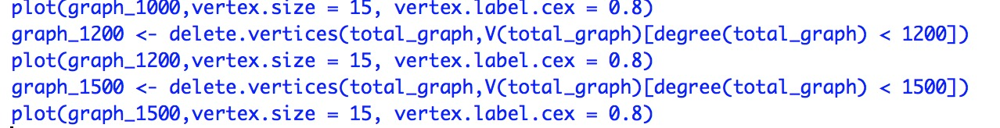 plot(graph_1000,vertex.size = 15, vertex.label.cex = 0.8)
graph_1200 <- delete.vertices(total_graph,V(total_graph)[degree(total_graph) < 1200])
plot(graph_1200,vertex.size = 15, vertex.label.cex = 0.8)
graph_1500 <- delete.vertices(total_graph,V(total_graph)[degree(total_graph) < 1500])
plot(graph_1500,vertex.size = 15, vertex.label.cex = 0.8)